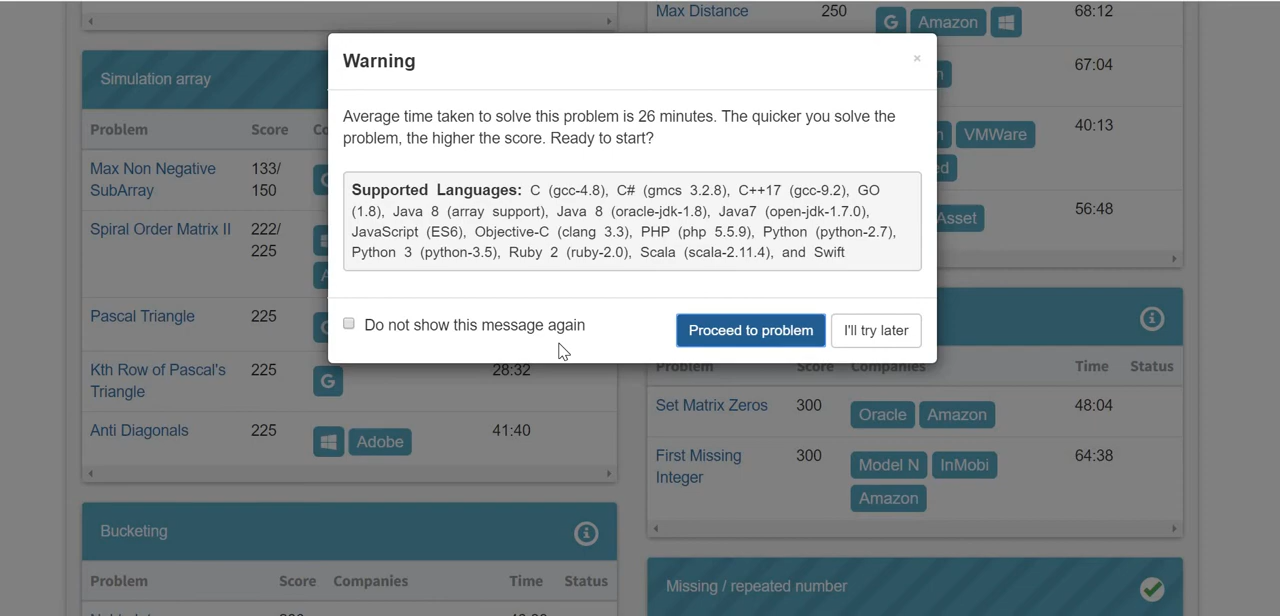 Max Distance 250 G Amazon 68:12
Warning ×
Simulation array
67:04
Average time taken to solve this problem is 26 minutes. The quicker you solve the
problem, the higher the score. Ready to start?
Problem Score
40:13
VMWare
Max Non Negative
SubArray
133/
150
Supported Languages: C (gcc-4.8), C# (gmcs 3.2.8), C++17 (gcc-9.2), GO
(1.8), Java 8 (array support), Java 8 (oracle-jdk-1.8), Java7 (open-jdk-1.7.0),
JavaScript (ES6), Objective-C (clang 3.3), PHP (php 5.5.9), Python (python-2.7),
Python 3 (python-3.5), Ruby 2 (ruby-2.0), Scala (scala-2.11.4), and Swift
Asset 56:48
Spiral Order Matrix II
222/
225
Do not show this message again Proceed to problem I'll try later
Pascal Triangle 225
Kth Row of Pascal's
Triangle
225 G 28:32
Anti Diagonals 225 Adobe 41:40
Problem Score Companies Time Status
Set Matrix Zeros 300 Oracle Amazon 48:04
First Missing
Integer
300 Model N InMobi
Amazon
64:38
Bucketing
Problem Score Companies Time Status
Missing / repeated number